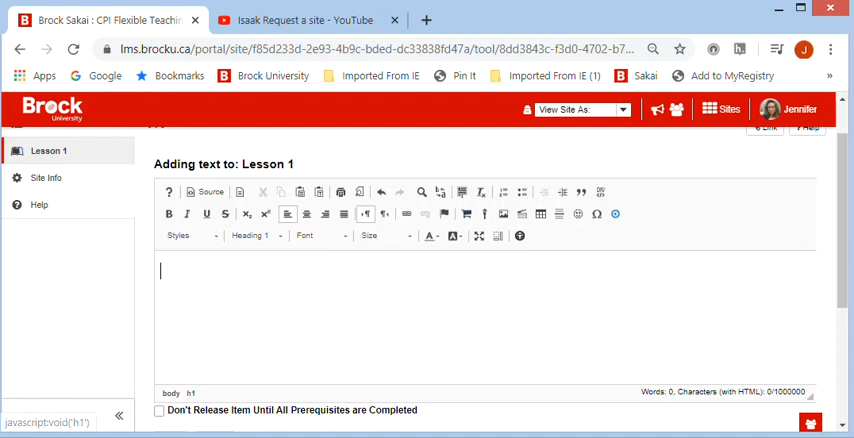 Brock Sakai : CPI Flexible Teachin
Isaak Request a site - YouTube
lms.brocku.ca/portal/site/f85d233d-2e93-4b9c-bded-dc33838fd47a/tool/8dd3843c-f3d0-4702-b7...
Apps Google Bookmarks Brock University Imported From IE Pin It Imported From IE (1) Sakai Add to MyRegistry »
Brock
University
View Site As:
Sites
Jennifer
Link
? Help
Lesson 1
Site Info
Help
Adding text to: Lesson 1
Source
B I U S
Styles Heading 1 Font Size
body h1
Words: 0, Characters (with HTML): 0/1000000
Don't Release Item Until All Prerequisites are Completed
javascript:void('h1')